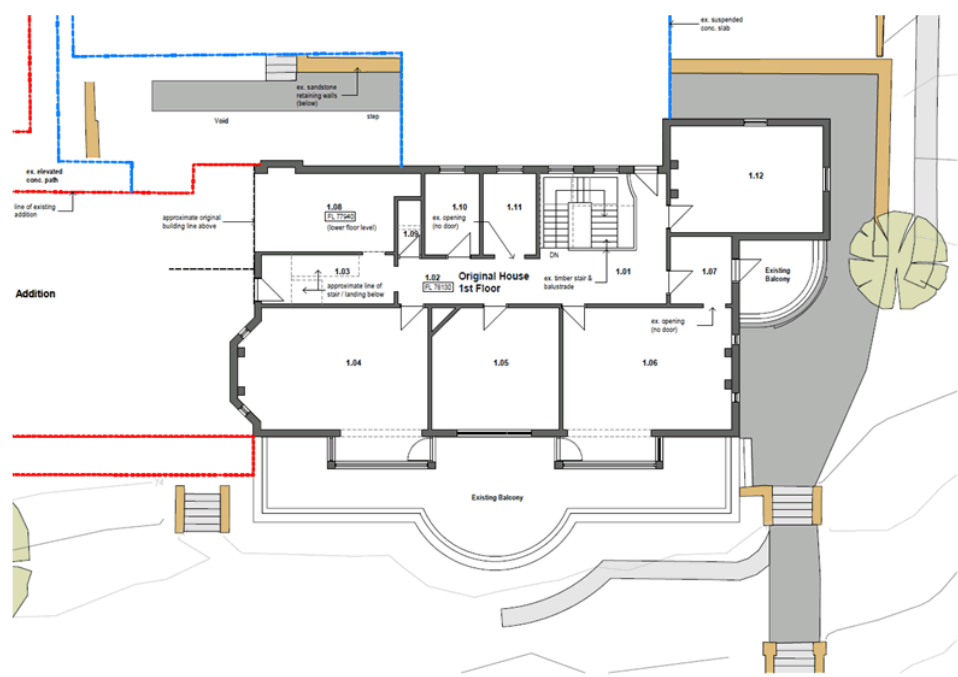 ex. suspended
conc. slab
ex. sandstone
retaining walls
(below)
Void
step
ex. elevated
conc. path
line of existing
addition
approximate original
building line above
1.08
FL 77940
(lower floor level)
1.09
1.10
ex. opening
(no door)
1.11
1.12
DN
1.01
ex. timber stair &
balustrade
1.03
approximate line of
stair / landing below
1.02
FL 78130
Original House
1st Floor
1.07
Existing
Balcony
ex. opening
(no door)
Addition
1.04
1.05
1.06
Existing Balcony